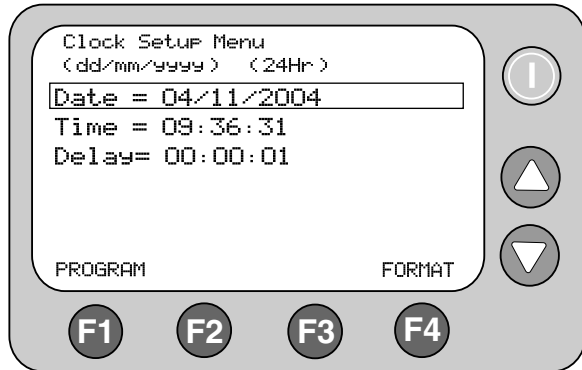 Clock Setup Menu
(dd/mm/yyyy) (24Hr)
Date = 04/11/2004
Time = 09:36:31
Delay= 00:00:01
PROGRAM FORMAT
F1 F2 F3 F4